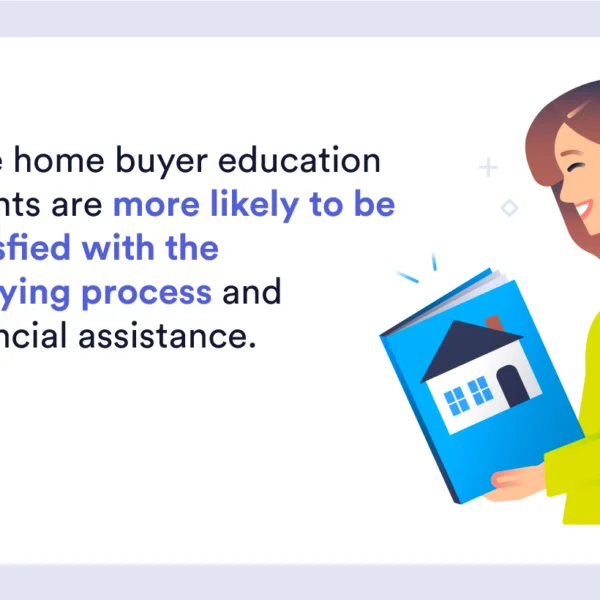 e home buyer education
nts are more likely to be
sfied with the
ying process and
ncial assistance.